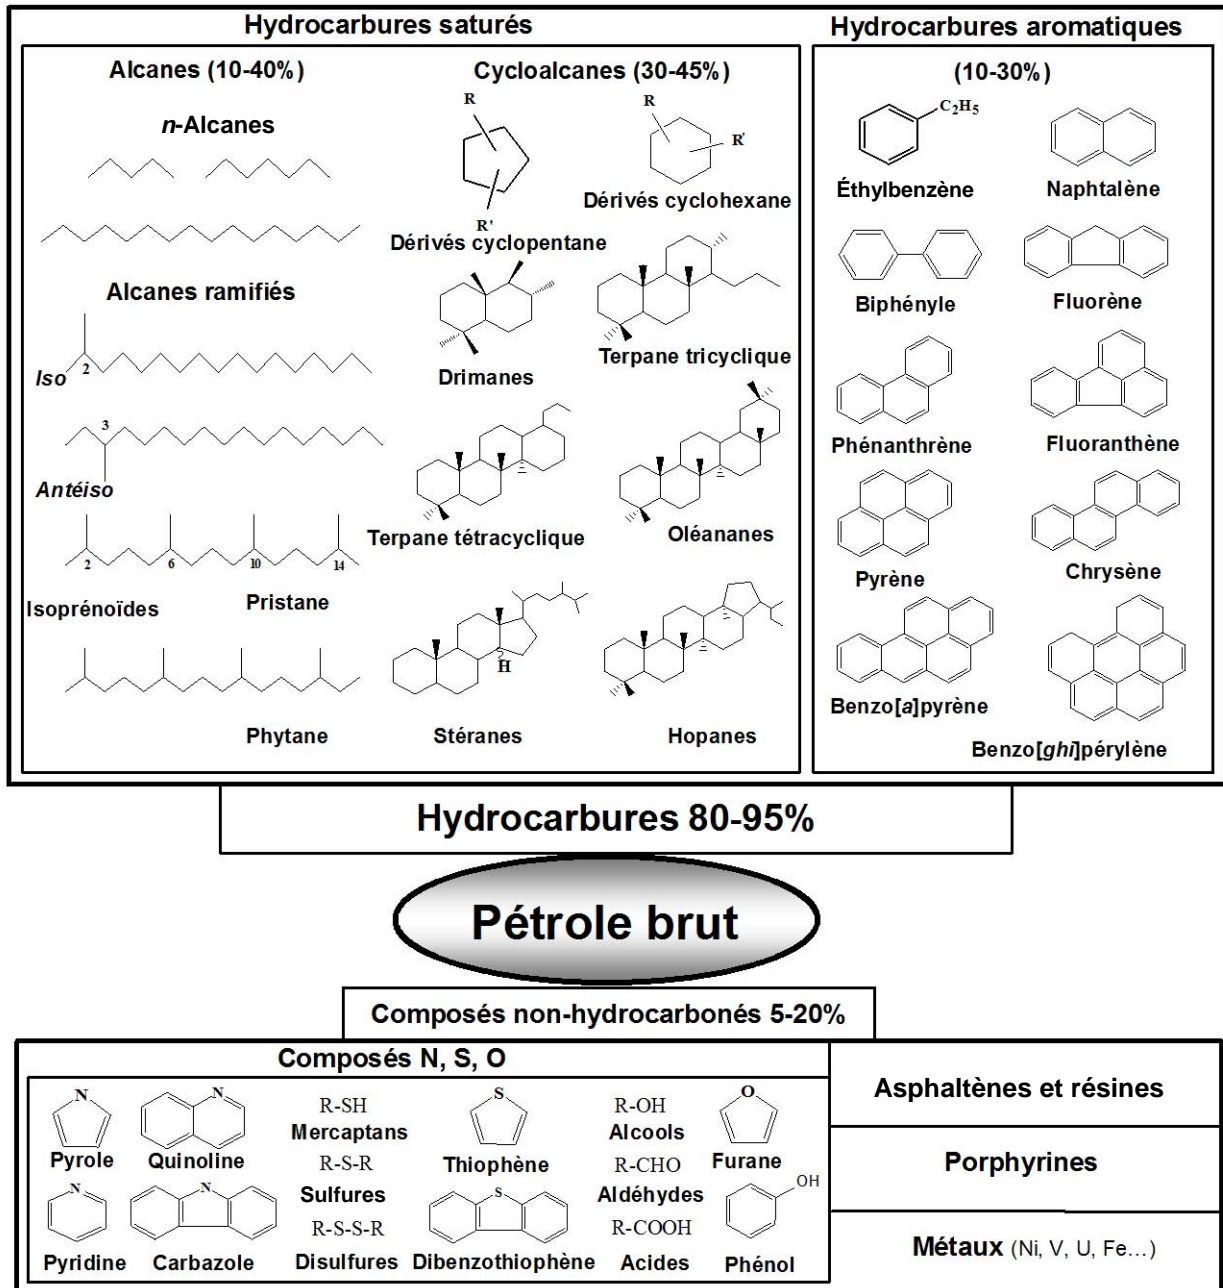 Hydrocarbures saturés
Alcanes (10-40%)
n-Alcanes
Alcanes ramifiés
2
Iso
3
Antéiso
2
6
10
14
Isoprénoïdes
Pristane
Phytane
Cycloalcanes (30-45%)
R
R'
Dérivés cyclopentane
R
R'
Dérivés cyclohexane
Drimanes
Terpane tricyclique
Terpane tétracyclique
Oléananes
H
Stéranes
Hopanes
Hydrocarbures aromatiques
(10-30%)
C2H5
Éthylbenzène
Naphtalène
Biphényle
Fluorène
Phénanthrène
Fluoranthène
Pyrène
Chrysène
Benzo[a]pyrène
Benzo[ghi]pérylène
Hydrocarbures 80-95%
Pétrole brut
Composés non-hydrocarbonés 5-20%
Composés N, S, O
N
Pyrole
N
Quinoline
R-SH
Mercaptans
S
Thiophène
R-OH
Alcools
O
Furane
N
Pyridine
N
Carbazole
R-S-R
Sulfures
R-S-S-R
Disulfures
S
Dibenzothiophène
R-CHO
Aldéhydes
R-COOH
Acides
OH
Phénol
Asphaltènes et résines
Porphyrines
Métaux (Ni, V, U, Fe…)